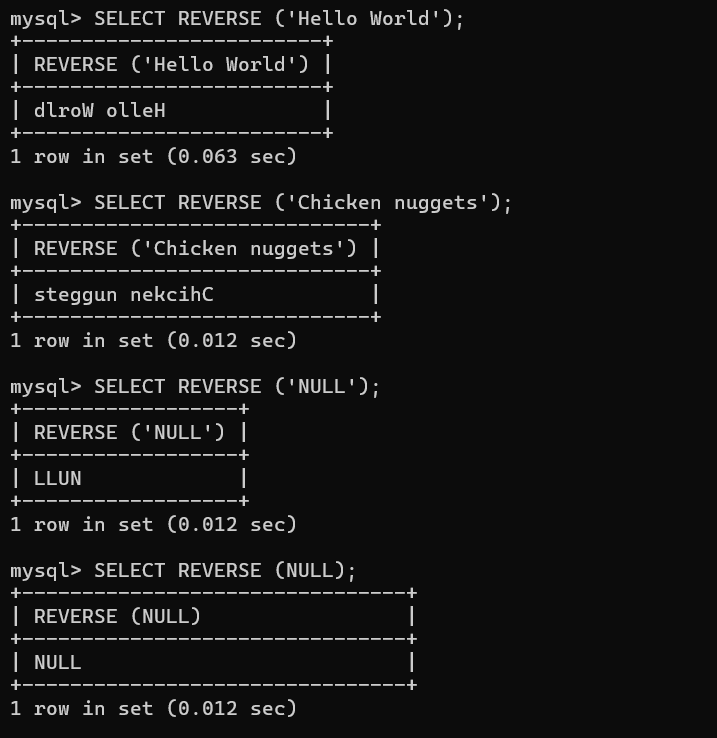 mysql> SELECT REVERSE ('Hello World');
+-------------------------+
| REVERSE ('Hello World') |
+-------------------------+
| dlroW olleH             |
+-------------------------+
1 row in set (0.063 sec)

mysql> SELECT REVERSE ('Chicken nuggets');
+-----------------------------+
| REVERSE ('Chicken nuggets') |
+-----------------------------+
| steggun nekcihC             |
+-----------------------------+
1 row in set (0.012 sec)

mysql> SELECT REVERSE ('NULL');
+------------------+
| REVERSE ('NULL') |
+------------------+
| LLUN             |
+------------------+
1 row in set (0.012 sec)

mysql> SELECT REVERSE (NULL);
+--------------------------------+
| REVERSE (NULL)                 |
+--------------------------------+
| NULL                           |
+--------------------------------+
1 row in set (0.012 sec)